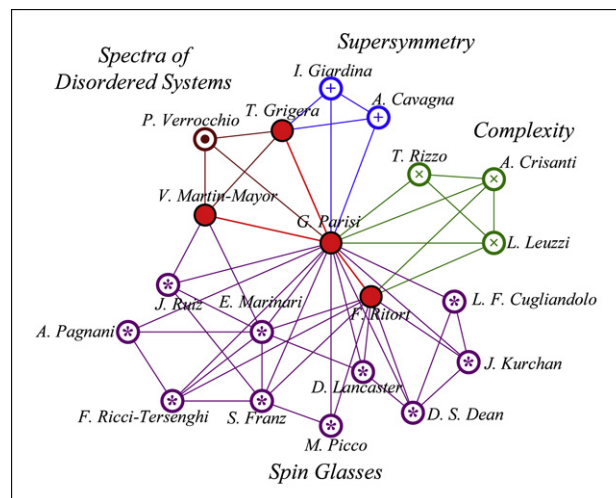 Supersymmetry
Spectra of
Disordered Systems
I. Giardina
T. Grigera
A. Cavagna
P. Verrocchio
Complexity
T. Rizzo
A. Crisanti
V. Martin-Mayor
G. Parisi
L. Leuzzi
J. Ruiz
E. Marinari
F. Ritort
L. F. Cugliandolo
A. Pagnani
D. Lancaster
J. Kurchan
F. Ricci-Tersenghi
S. Franz
D. S. Dean
M. Picco
Spin Glasses